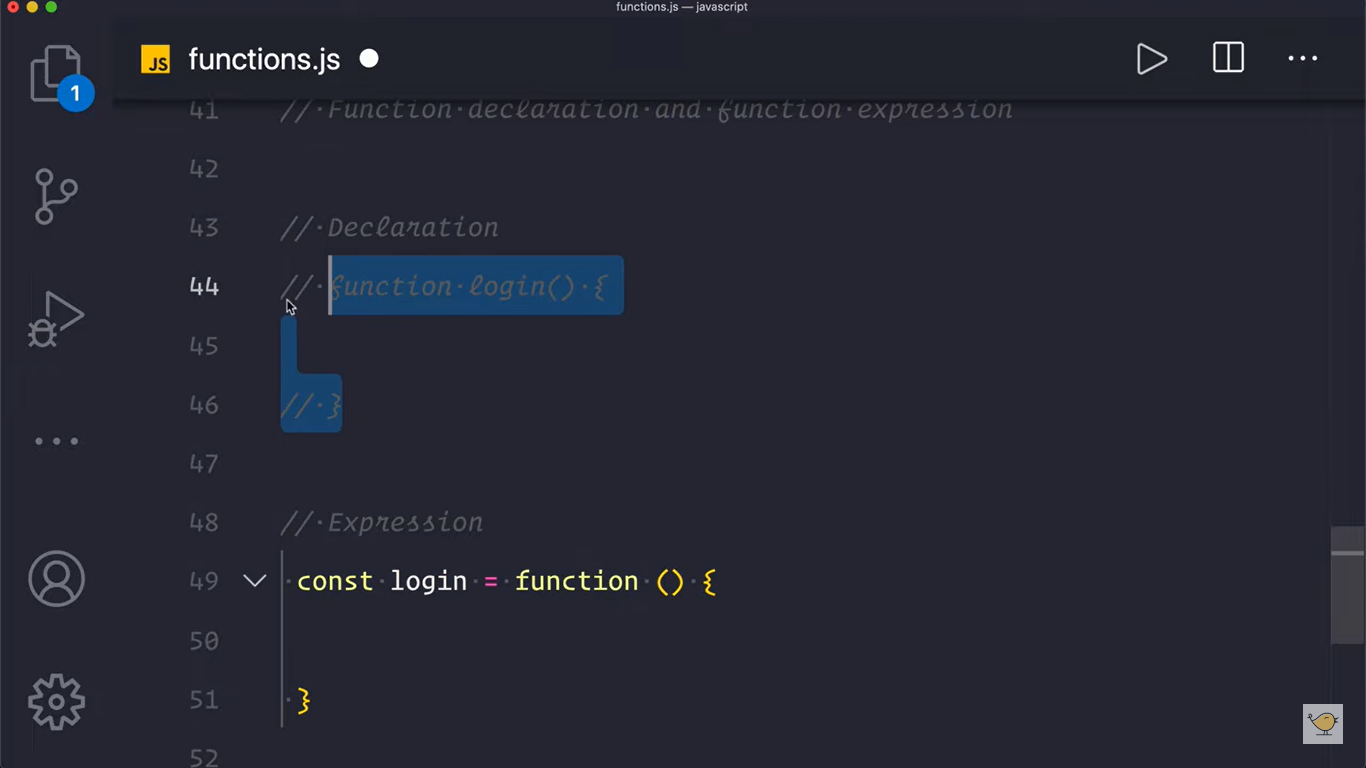 functions.js — javascript
JS functions.js
1
41 // Function declaration and function expression
42
43 // Declaration
44 // function login() {
45
46 // }
47
48 // Expression
49 const login = function () {
50
51 }
52